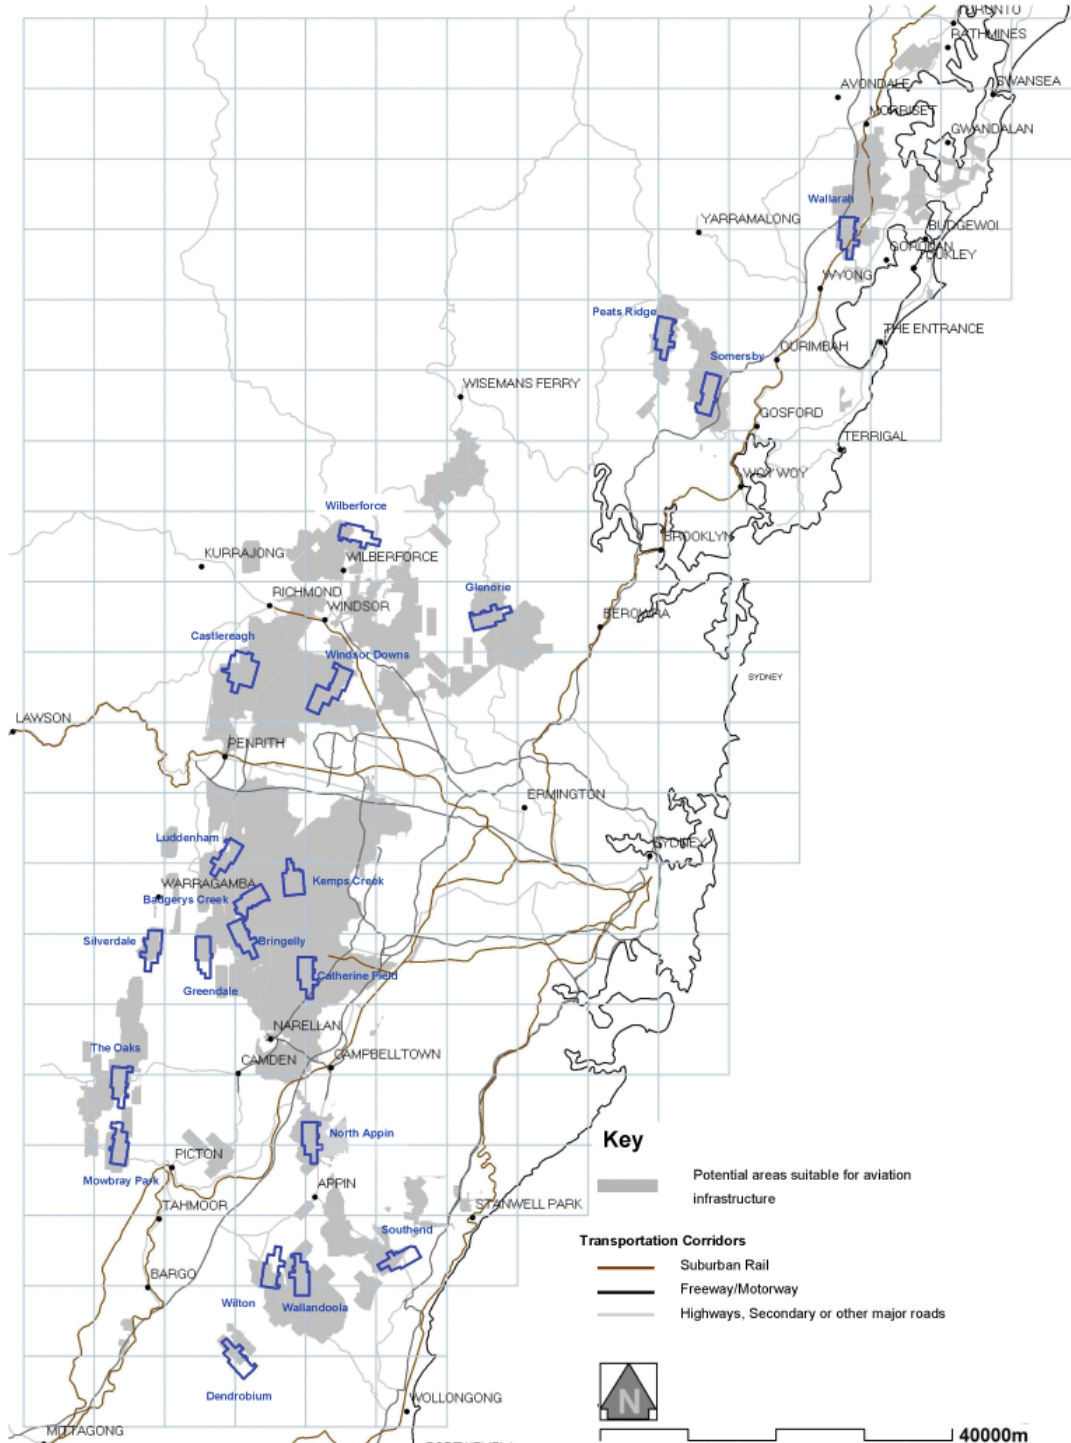 TORONTO
RATHMINES
SWANSEA
AVONDALE
MORRISET
GWANDALAN
Wallarah
YARRAMALONG
BUDGEWOI
GOROKAN
TOUKLEY
WYONG
Peats Ridge
THE ENTRANCE
OURIMBAH
Somersby
WISEMANS FERRY
GOSFORD
TERRIGAL
WOY WOY
Wilberforce
BROOKLYN
KURRAJONG
WILBERFORCE
Glenorie
RICHMOND
WINDSOR
BEROWRA
Castlereagh
Windsor Downs
SYDNEY
LAWSON
PENRITH
ERMINGTON
Luddenham
SYDNEY
WARRAGAMBA
Kemps Creek
Badgerys Creek
Silverdale
Bringelly
Catherine Field
Greendale
NARELLAN
The Oaks
CAMDEN
CAMPBELLTOWN
North Appin
Key
PICTON
Mowbray Park
Potential areas suitable for aviation
infrastructure
APPIN
TAHMOOR
STANWELL PARK
Southend
Transportation Corridors
Suburban Rail
BARGO
Freeway/Motorway
Wilton
Wallandoola
Highways, Secondary or other major roads
Dendrobium
N
WOLLONGONG
MITTAGONG
40000m